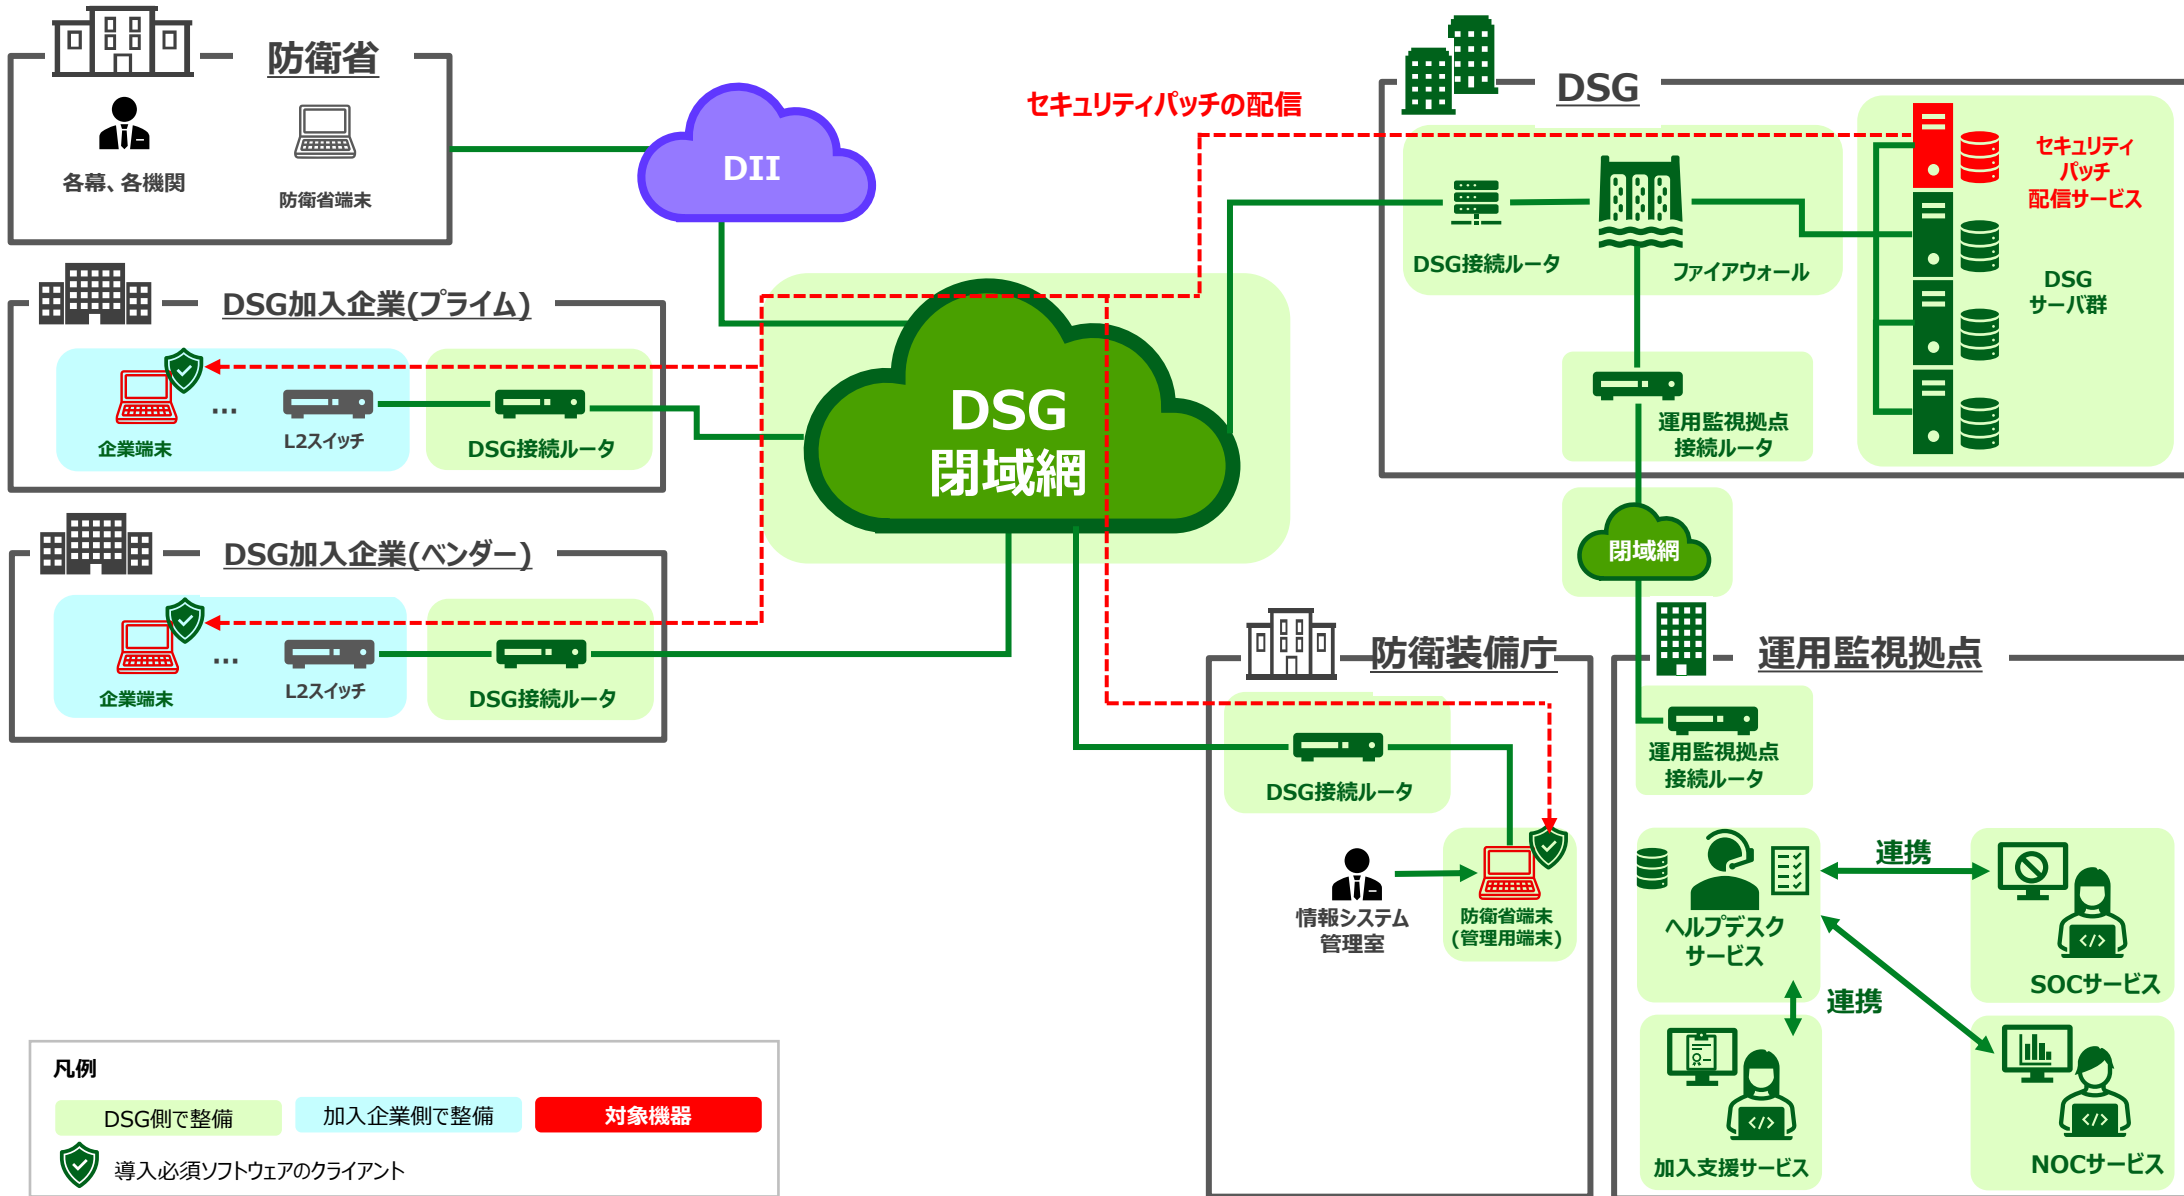 防衛省
各幕、各機関
防衛省端末
DII
セキュリティパッチの配信
DSG
DSG接続ルータ
ファイアウォール
セキュリティ
パッチ
配信サービス
DSG
サーバ群
運用監視拠点
接続ルータ
閉域網
DSG加入企業(プライム)
企業端末
...
L2スイッチ
DSG接続ルータ
DSG
閉域網
DSG加入企業(ベンダー)
企業端末
...
L2スイッチ
DSG接続ルータ
防衛装備庁
DSG接続ルータ
情報システム
管理室
防衛省端末
(管理用端末)
運用監視拠点
運用監視拠点
接続ルータ
ヘルプデスク
サービス
連携
SOCサービス
連携
加入支援サービス
NOCサービス
凡例
DSG側で整備
加入企業側で整備
対象機器
導入必須ソフトウェアのクライアント